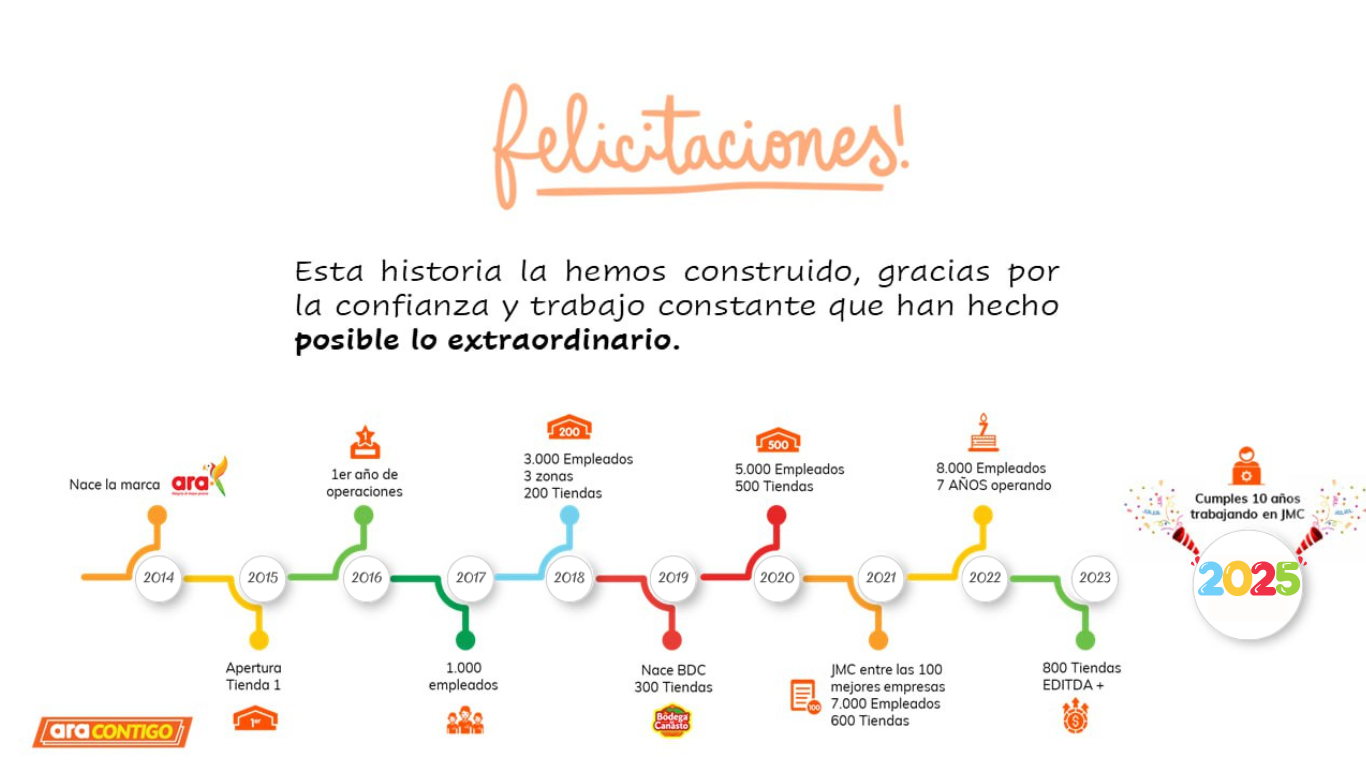 felicitaciones!
Esta historia la hemos construido, gracias por
la confianza y trabajo constante que han hecho
posible lo extraordinario.
Nace la marca
ara
1
1er año de
operaciones
200
3.000 Empleados
3 zonas
200 Tiendas
500
5.000 Empleados
500 Tiendas
7
8.000 Empleados
7 AÑOS operando
Cumples 10 años
trabajando en JMC
2014
2015
2016
2017
2018
2019
2020
2021
2022
2023
2025
Apertura
Tienda 1
1er
1.000
empleados
Nace BDC
300 Tiendas
Bodega
del
Canasto
JMC entre las 100
mejores empresas
7.000 Empleados
600 Tiendas
100
800 Tiendas
EDITDA +
$
ara CONTIGO